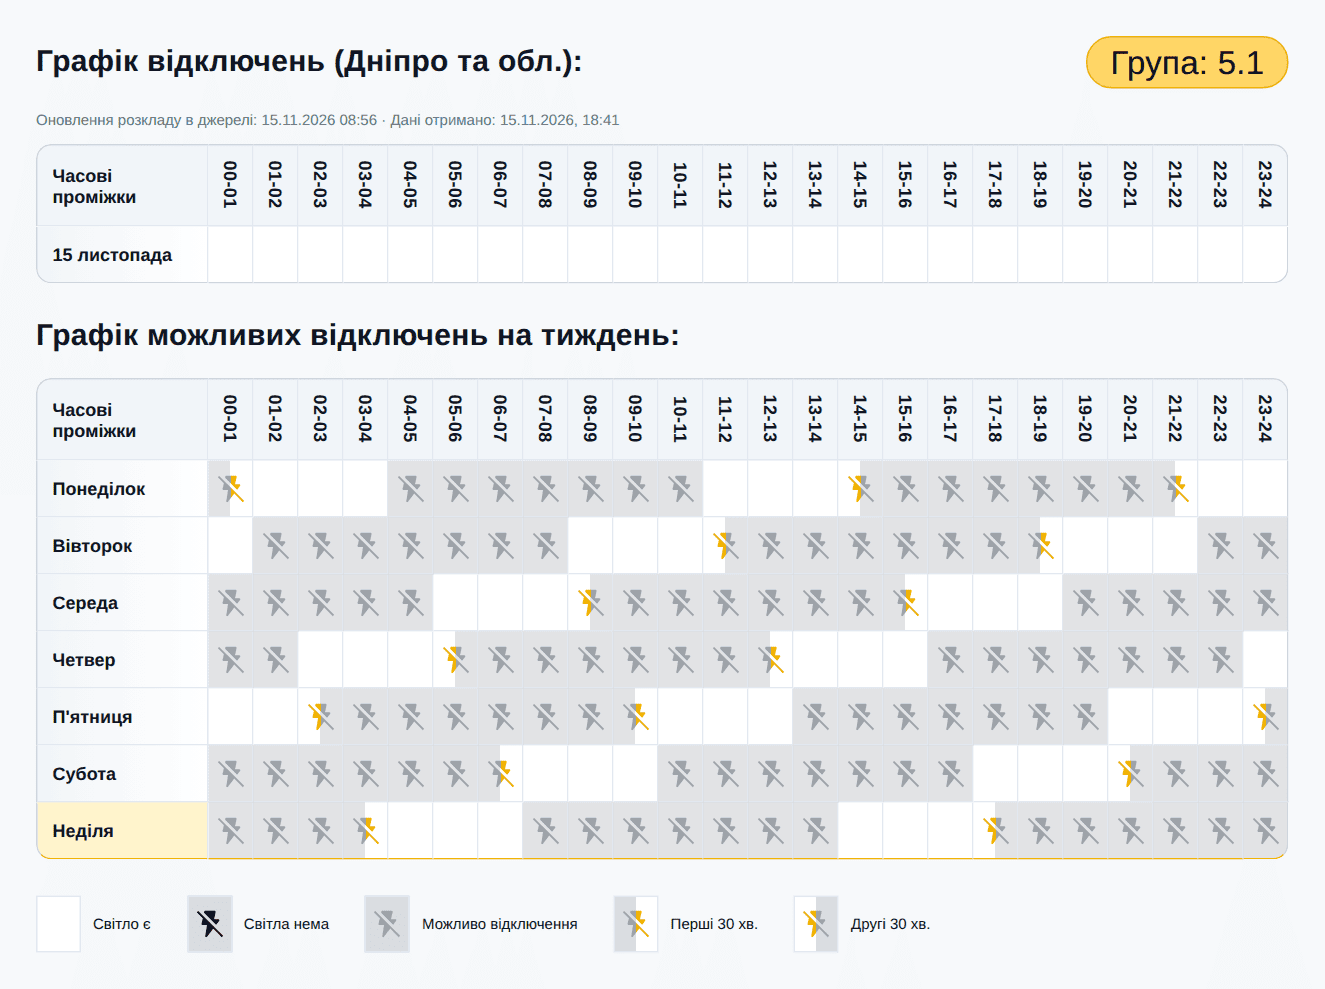 Графік відключень (Дніпро та обл.):
Група: 5.1
Оновлення розкладу в джерелі: 15.11.2026 08:56 · Дані отримано: 15.11.2026, 18:41
Часові проміжки 00-01 01-02 02-03 03-04 04-05 05-06 06-07 07-08 08-09 09-10 10-11 11-12 12-13 13-14 14-15 15-16 16-17 17-18 18-19 19-20 20-21 21-22 22-23 23-24
15 листопада
Графік можливих відключень на тиждень:
Часові проміжки 00-01 01-02 02-03 03-04 04-05 05-06 06-07 07-08 08-09 09-10 10-11 11-12 12-13 13-14 14-15 15-16 16-17 17-18 18-19 19-20 20-21 21-22 22-23 23-24
Понеділок
Вівторок
Середа
Четвер
П'ятниця
Субота
Неділя
Світло є Світла нема Можливо відключення Перші 30 хв. Другі 30 хв.